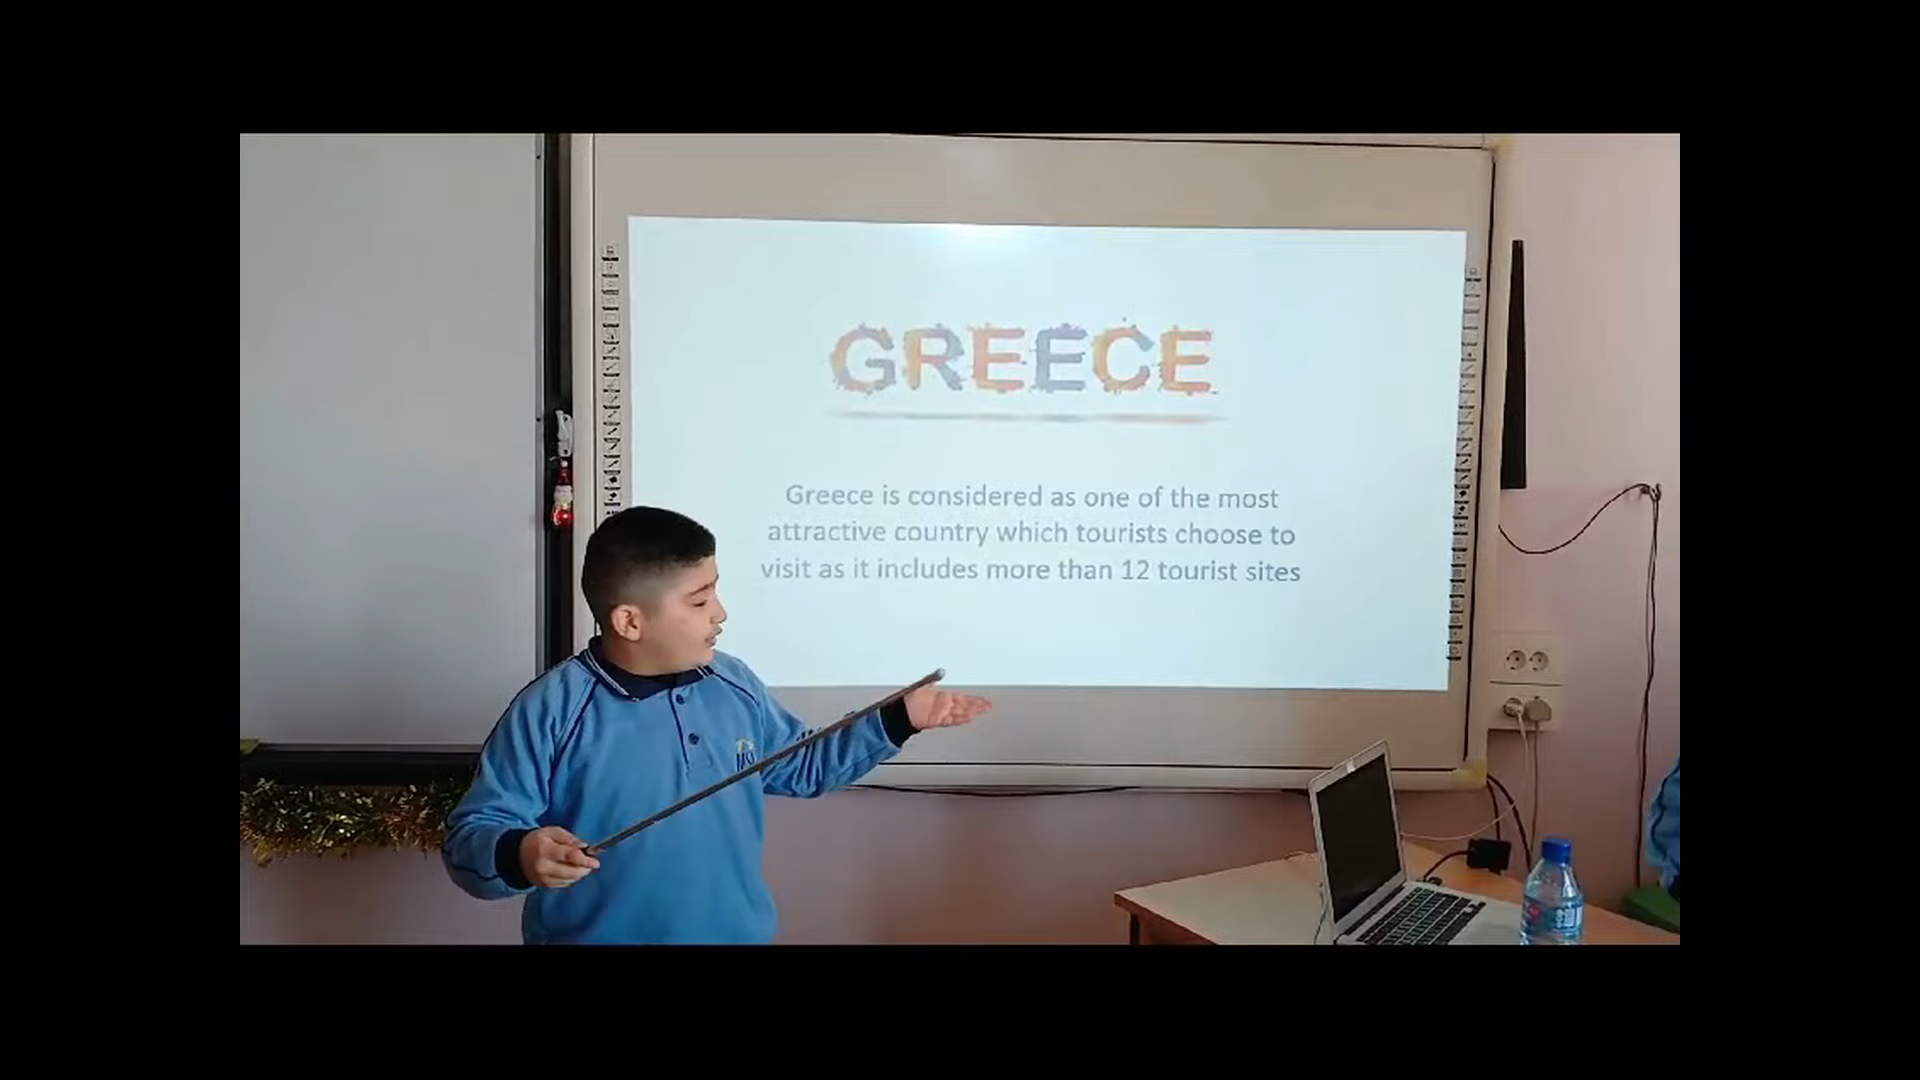 GREECE
Greece is considered as one of the most
attractive country which tourists choose to
visit as it includes more than 12 tourist sites